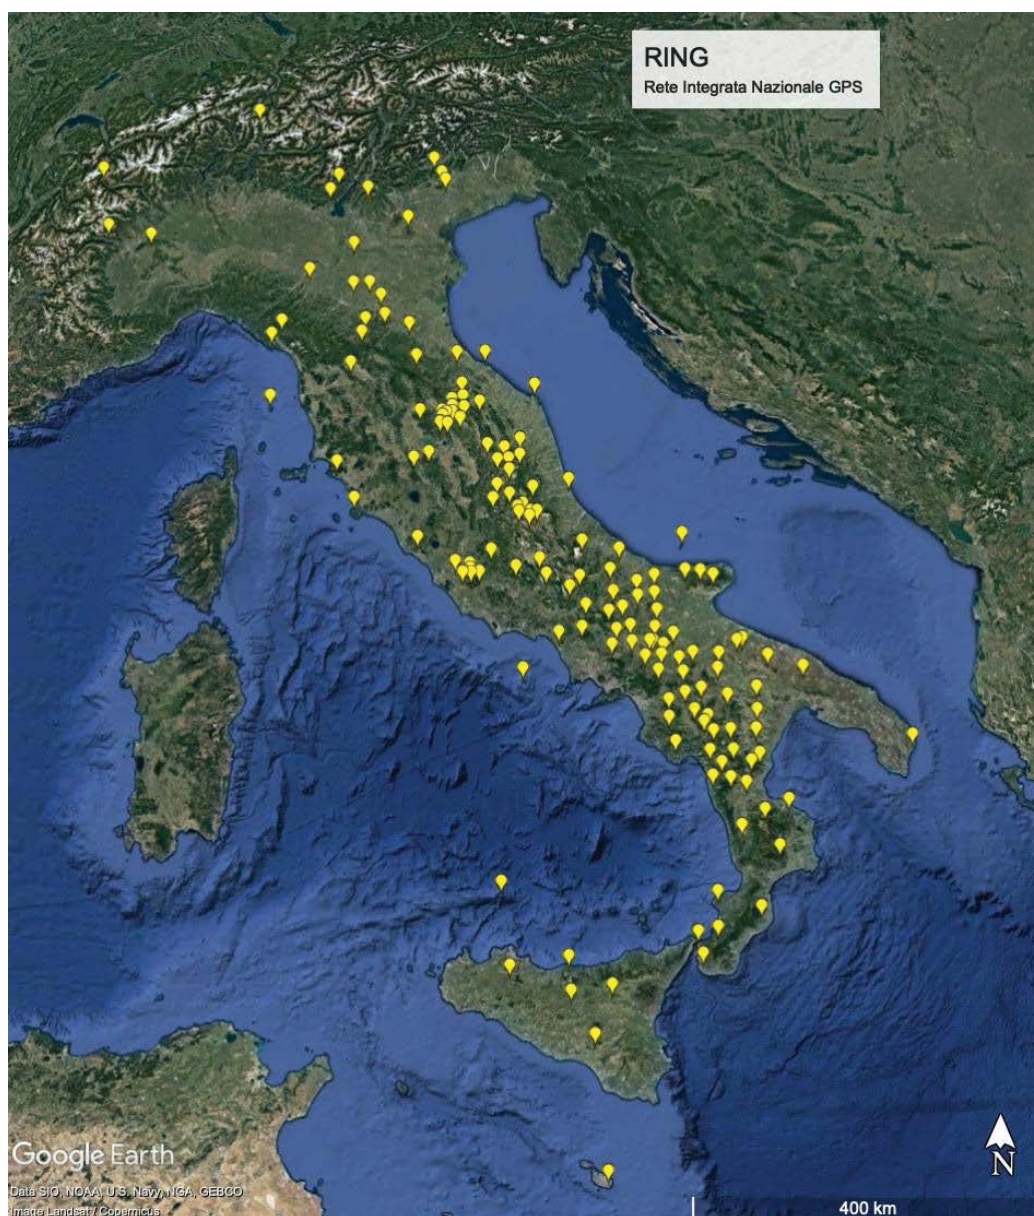 RING
Rete Integrata Nazionale GPS
Google Earth
Data SIO, NOAA, U.S. Navy, NGA, GEBCO
Image Landsat / Copernicus
N
400 km